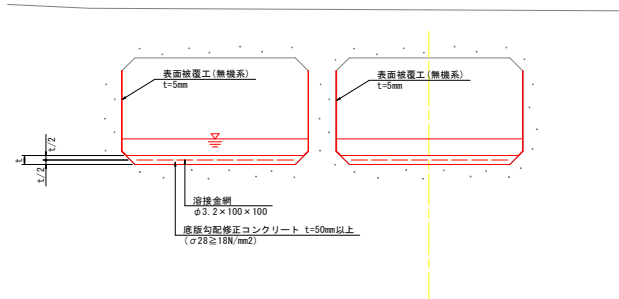 表面被覆工(無機系)
t=5mm
表面被覆工(無機系)
t=5mm
t/2
t
t/2
溶接金網
φ3.2×100×100
底版勾配修正コンクリート t=50mm以上
(σ28≧18N/mm2)